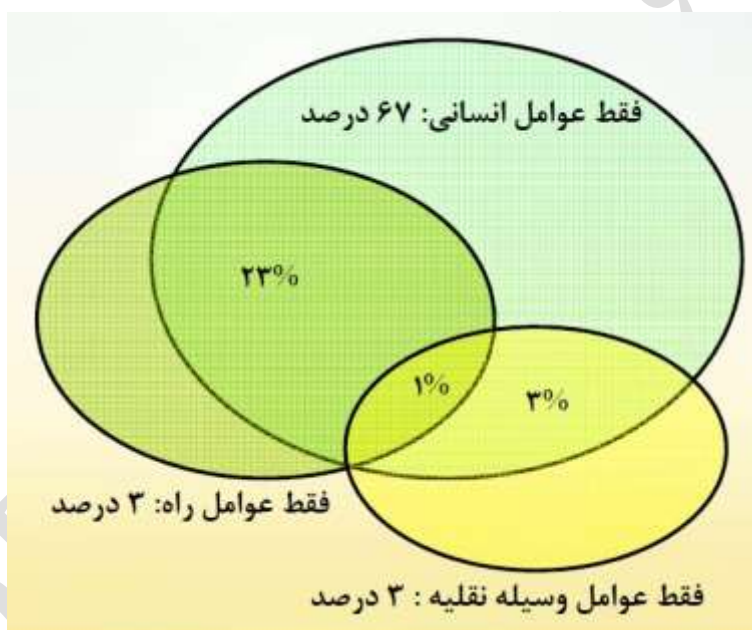 فقط عوامل انسانی: ۶۷ درصد
۲۳%
۱%
۳%
فقط عوامل راه: ۳ درصد
فقط عوامل وسیله نقلیه : ۳ درصد